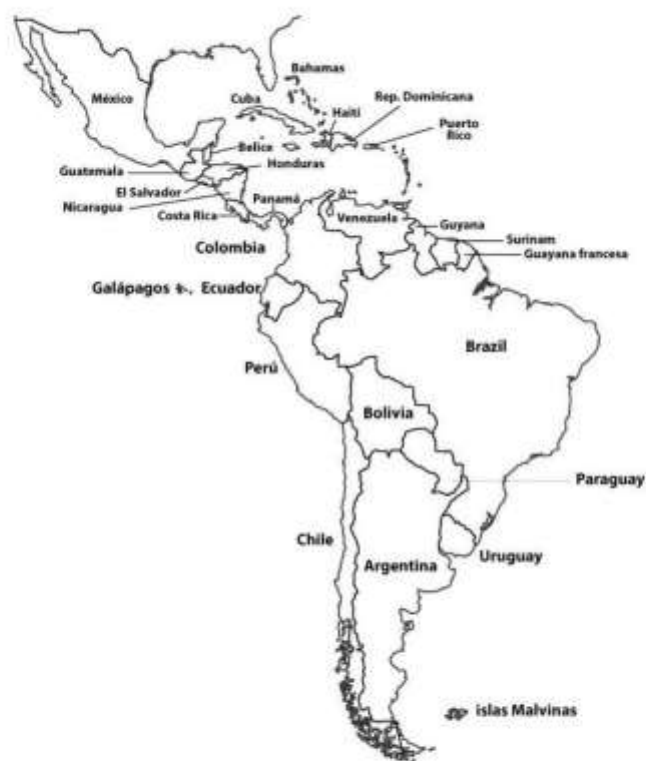 Bahamas
México
Cuba
Rep. Dominicana
Haití
Puerto
Rico
Belice
Guatemala
Honduras
El Salvador
Nicaragua
Panamá
Costa Rica
Venezuela
Guyana
Colombia
Surinam
Guayana francesa
Galápagos
Ecuador
Brazil
Perú
Bolivia
Paraguay
Chile
Argentina
Uruguay
islas Malvinas